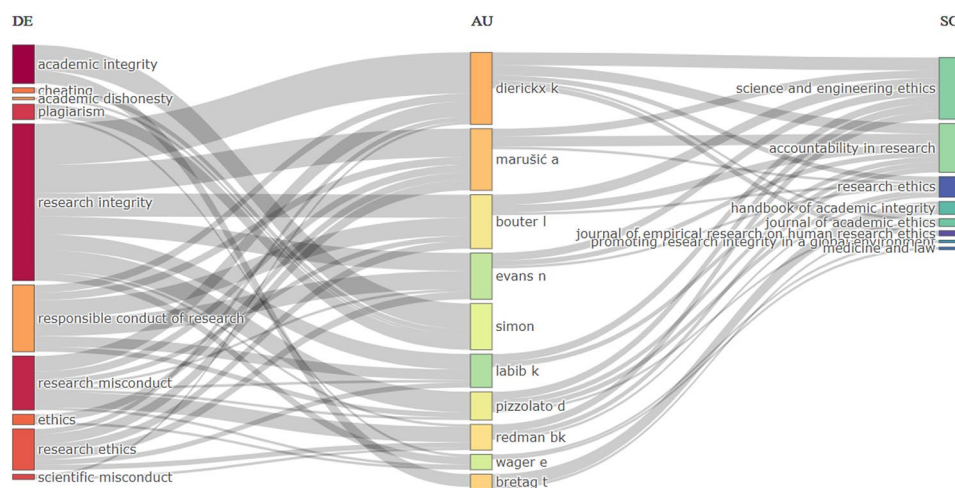 DE
AU
SO
academic integrity
cheating
academic dishonesty
plagiarism
research integrity
responsible conduct of research
research misconduct
ethics
research ethics
scientific misconduct
dierickx k
marušić a
bouter l
evans n
simon
labib k
pizzolato d
redman bk
wager e
bretag t
science and engineering ethics
accountability in research
research ethics
handbook of academic integrity
journal of academic ethics
journal of empirical research on human research ethics
promoting research integrity in a global environment
medicine and law